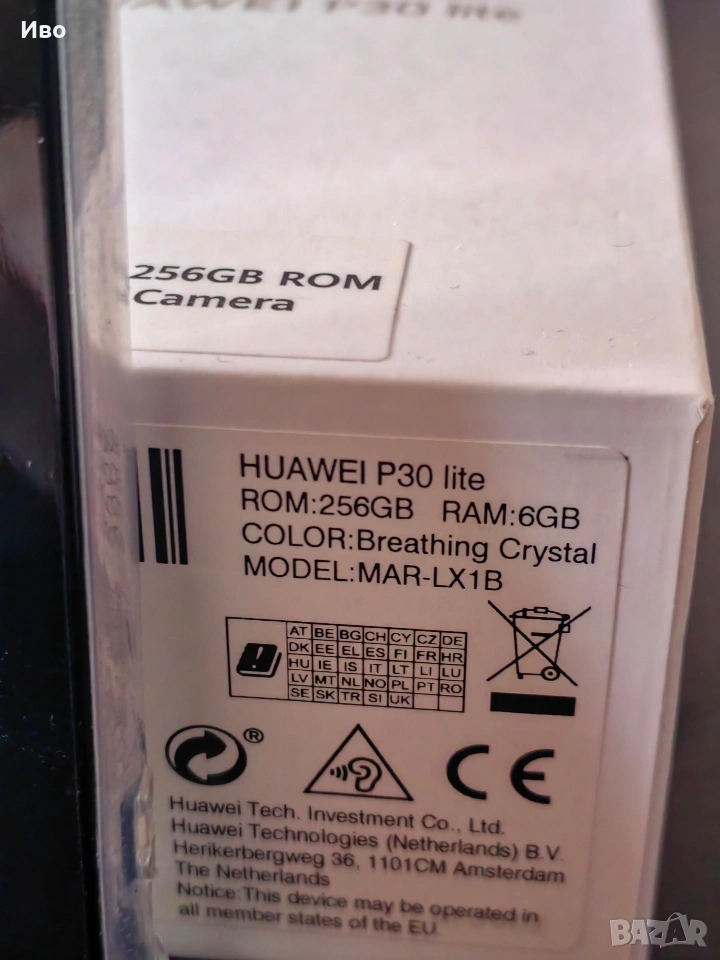 Иво
HUAWEI P30 lite
256GB ROM
Camera
HUAWEI P30 lite
ROM:256GB RAM:6GB
COLOR:Breathing Crystal
MODEL:MAR-LX1B
AT BE BG CH CY CZ DE
DK EE EL ES FI FR HR
HU IE IS IT LT LI LU
LV MT NL NO PL PT RO
SE SK TR SI UK
®
CE
Huawei Tech. Investment Co., Ltd.
Huawei Technologies (Netherlands) B.V.
Herikerbergweg 36, 1101CM Amsterdam
The Netherlands
Notice:This device may be operated in
all member states of the EU.
BAZAR